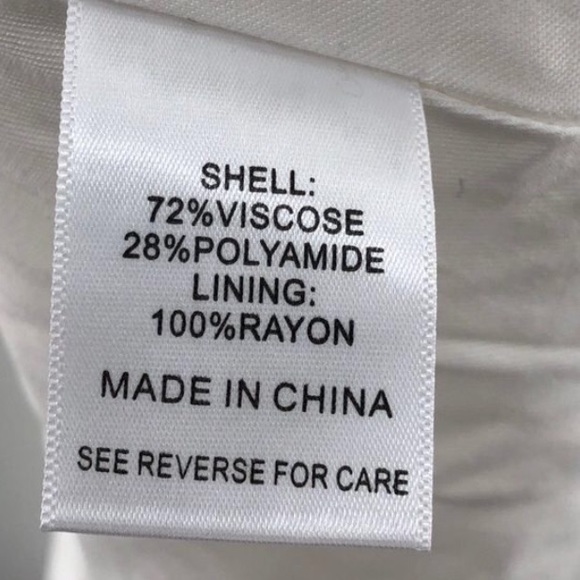 SHELL:
72%VISCOSE
28%POLYAMIDE
LINING:
100%RAYON
MADE IN CHINA
SEE REVERSE FOR CARE